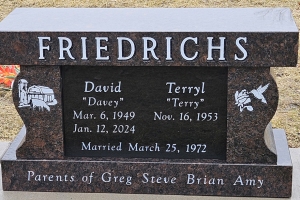 FRIEDRICHS
David Terryl
"Davey" "Terry"
Mar. 6, 1949 Nov. 16, 1953
Jan. 12, 2024
Married March 25, 1972
Parents of Greg Steve Brian Amy